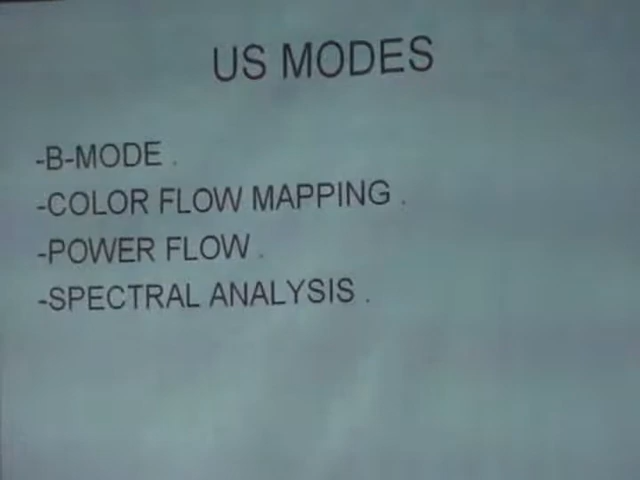 US MODES
-B-MODE .
-COLOR FLOW MAPPING .
-POWER FLOW .
-SPECTRAL ANALYSIS .